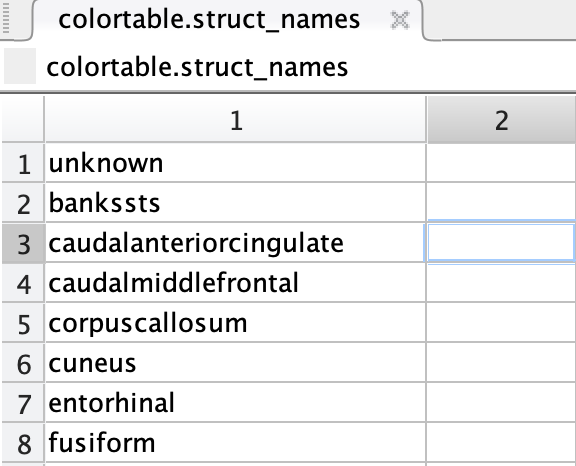 colortable.struct_names
colortable.struct_names
1 2
1 unknown
2 bankssts
3 caudalanteriorcingulate
4 caudalmiddlefrontal
5 corpuscallosum
6 cuneus
7 entorhinal
8 fusiform